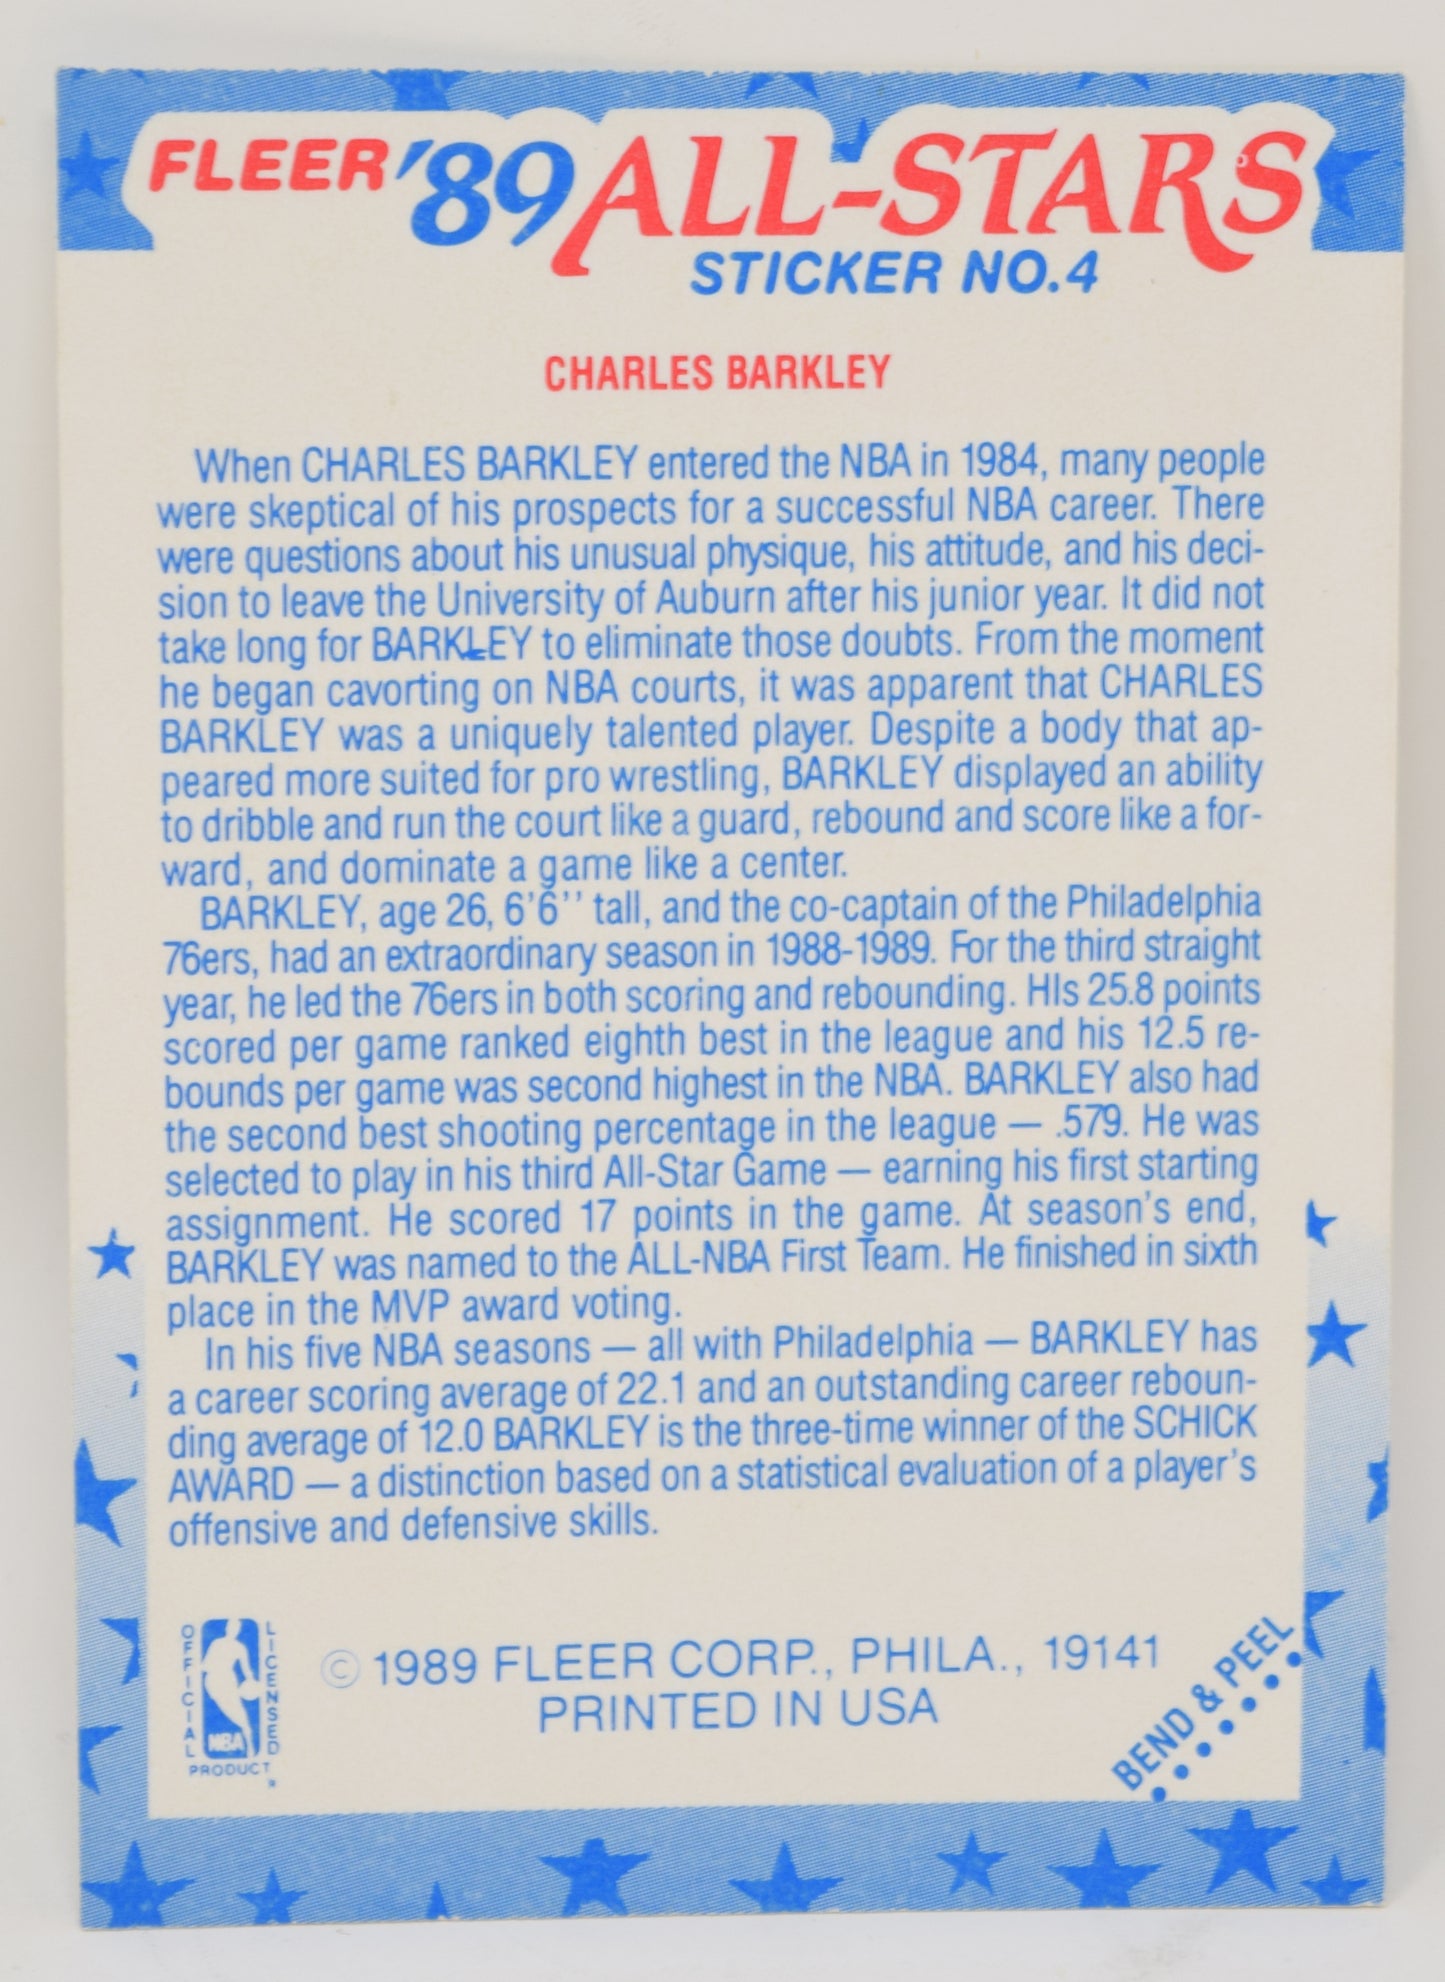 FLEER '89 ALL-STARS
STICKER NO.4
CHARLES BARKLEY
When CHARLES BARKLEY entered the NBA in 1984, many people
were skeptical of his prospects for a successful NBA career. There
were questions about his unusual physique, his attitude, and his deci-
sion to leave the University of Auburn after his junior year. It did not
take long for BARKLEY to eliminate those doubts. From the moment
he began cavorting on NBA courts, it was apparent that CHARLES
BARKLEY was a uniquely talented player. Despite a body that ap-
peared more suited for pro wrestling, BARKLEY displayed an ability
to dribble and run the court like a guard, rebound and score like a for-
ward, and dominate a game like a center.
BARKLEY, age 26, 6'6'' tall, and the co-captain of the Philadelphia
76ers, had an extraordinary season in 1988-1989. For the third straight
year, he led the 76ers in both scoring and rebounding. HIs 25.8 points
scored per game ranked eighth best in the league and his 12.5 re-
bounds per game was second highest in the NBA. BARKLEY also had
the second best shooting percentage in the league — .579. He was
selected to play in his third All-Star Game — earning his first starting
assignment. He scored 17 points in the game. At season's end,
BARKLEY was named to the ALL-NBA First Team. He finished in sixth
place in the MVP award voting.
In his five NBA seasons — all with Philadelphia — BARKLEY has
a career scoring average of 22.1 and an outstanding career reboun-
ding average of 12.0 BARKLEY is the three-time winner of the SCHICK
AWARD — a distinction based on a statistical evaluation of a player's
offensive and defensive skills.
OFFICIAL
LICENSED
NBA
PRODUCT
R
© 1989 FLEER CORP., PHILA., 19141
PRINTED IN USA
BEND & PEEL